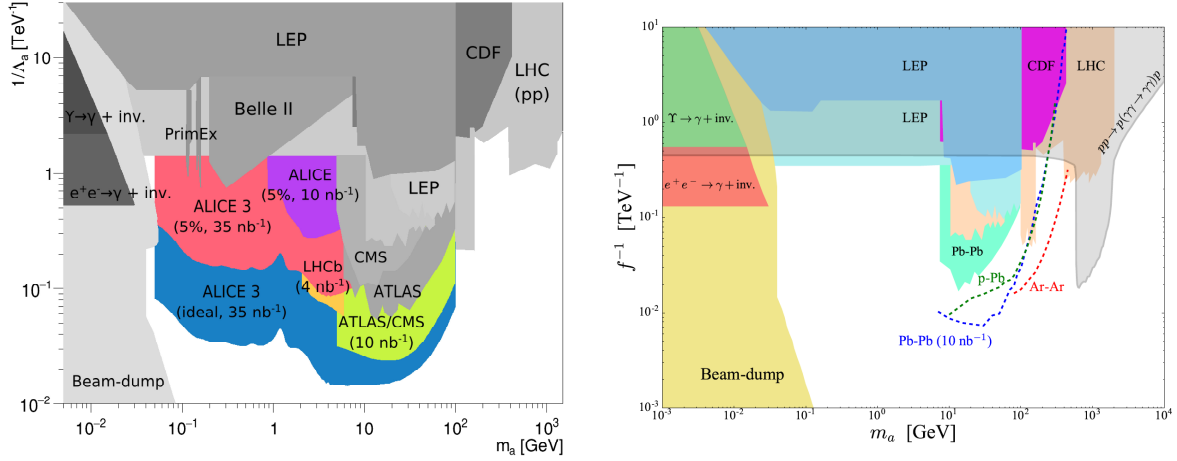 1/Λₐ [TeV⁻¹]
10
1
10⁻¹
10⁻²
LEP
CDF
LHC
(pp)
Belle II
ϒ→γ + inv.
PrimEx
e⁺e⁻→γ + inv.
ALICE
(5%, 10 nb⁻¹)
LEP
ALICE 3
(5%, 35 nb⁻¹)
CMS
LHCb
(4 nb⁻¹)
ALICE 3
(ideal, 35 nb⁻¹)
ATLAS
ATLAS/CMS
(10 nb⁻¹)
Beam-dump
10⁻² 10⁻¹ 1 10 10² 10³
mₐ [GeV]
f⁻¹ [TeV⁻¹]
10¹
10⁰
10⁻¹
10⁻²
10⁻³
LEP
CDF
LHC
pp→p(γγ→γγ)p
ϒ→γ+inv.
LEP
e⁺e⁻→γ+inv.
Pb-Pb
p-Pb
Ar-Ar
Pb-Pb (10 nb⁻¹)
Beam-dump
10⁻³ 10⁻² 10⁻¹ 10⁰ 10¹ 10² 10³ 10⁴
mₐ [GeV]